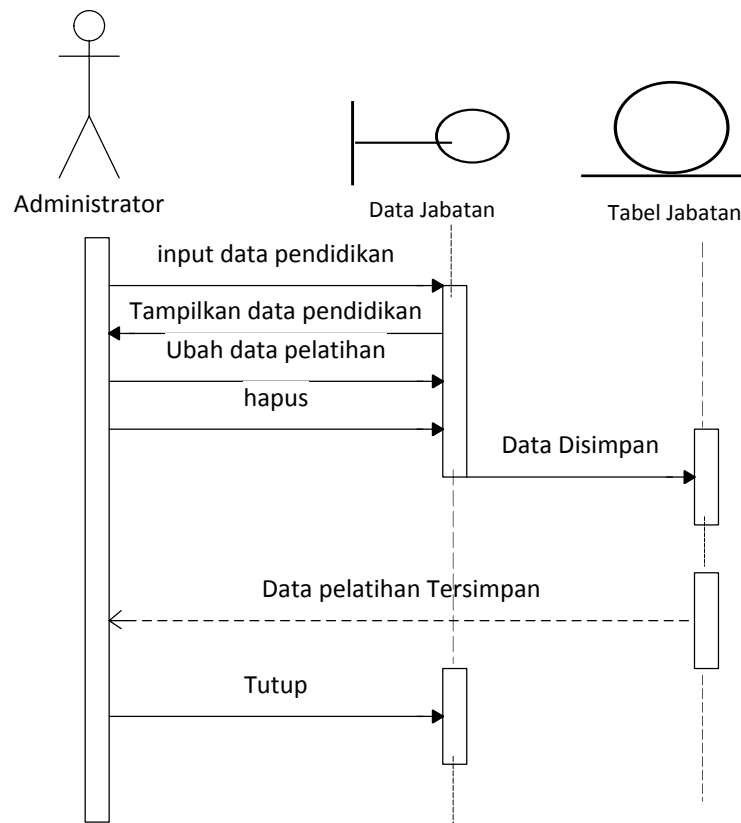 Administrator
Data Jabatan
Tabel Jabatan
input data pendidikan
Tampilkan data pendidikan
Ubah data pelatihan
hapus
Data Disimpan
Data pelatihan Tersimpan
Tutup